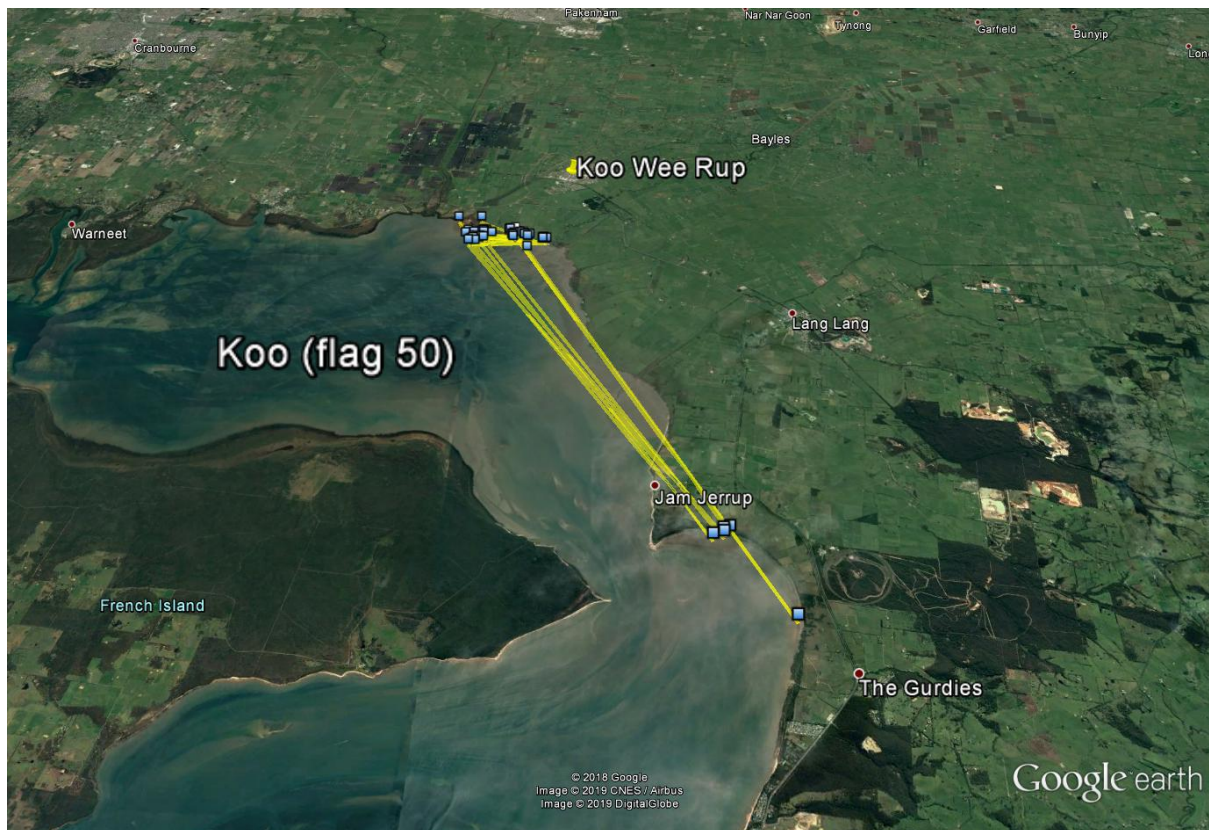 Pakenham
Nar Nar Goon
Tynong
Garfield
Bunyip
Cranbourne
Lon
Bayles
Koo Wee Rup
Warneet
Lang Lang
Koo (flag 50)
Jam Jerrup
French Island
The Gurdies
© 2018 Google
Image © 2019 CNES / Airbus
Image © 2019 DigitalGlobe
Google earth